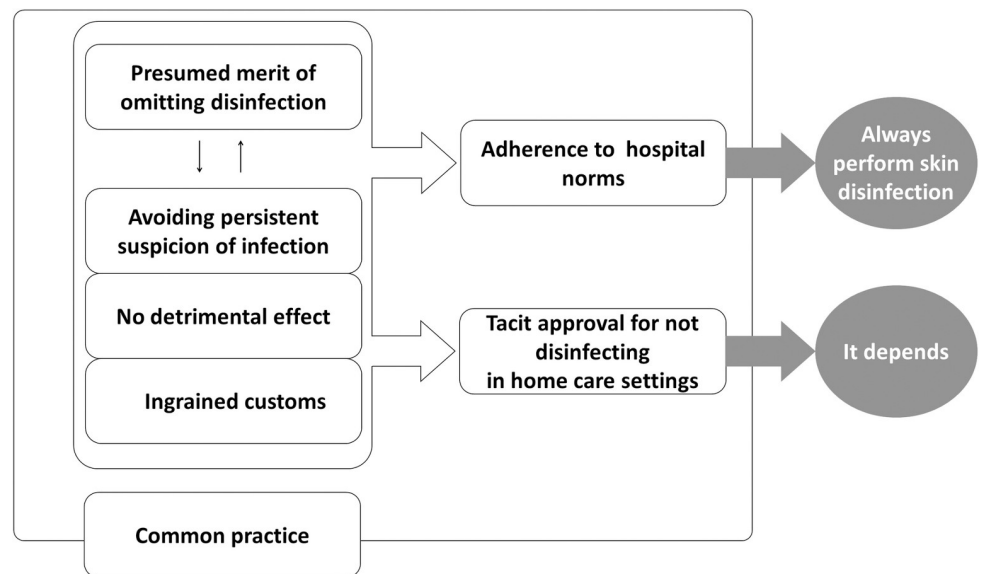 Presumed merit of
omitting disinfection
Avoiding persistent
suspicion of infection
No detrimental effect
Ingrained customs
Common practice
Adherence to hospital
norms
Tacit approval for not
disinfecting
in home care settings
Always
perform skin
disinfection
It depends